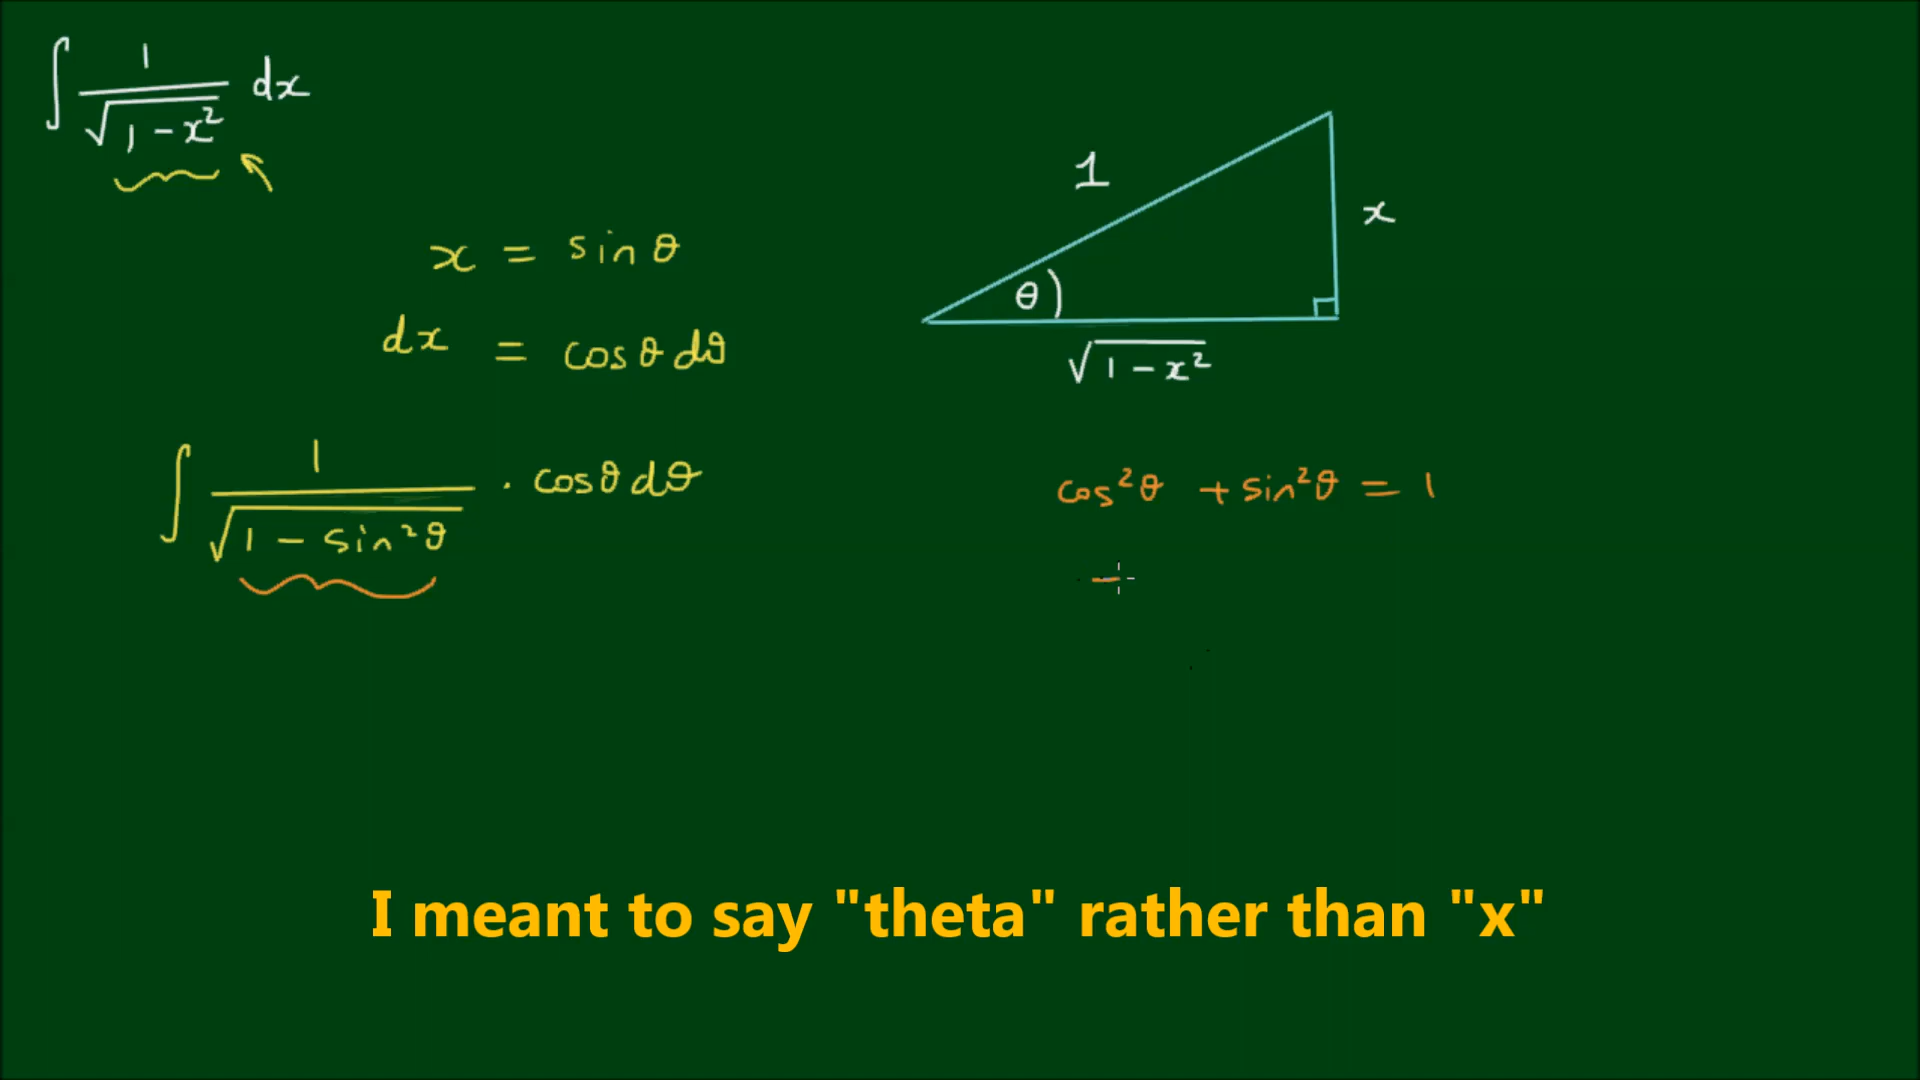 ∫ 1/√(1 - x²) dx
1
x
θ
√(1 - x²)
x = sin θ
dx = cos θ dθ
∫ 1/√(1 - sin²θ) · cos θ dθ
cos²θ + sin²θ = 1
I meant to say "theta" rather than "x"